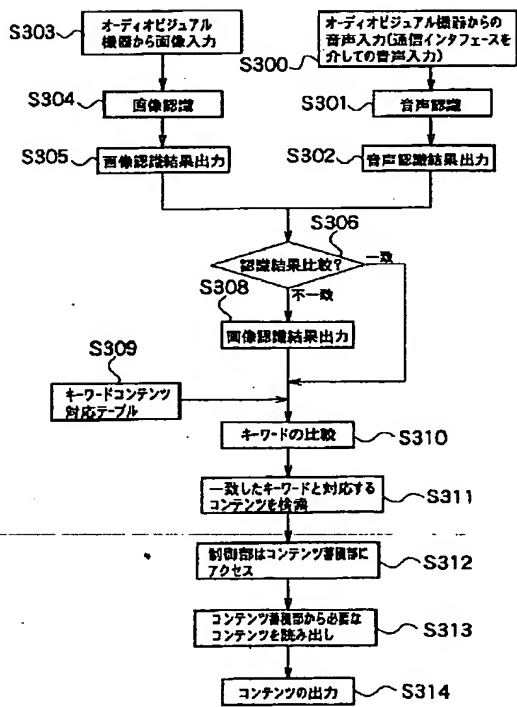 S303
オーディオビジュアル
機器から画像入力
オーディオビジュアル機器からの
音声入力(通信インタフェースを
介しての音声入力)
S300
S304
画像認識
S301
音声認識
S305
画像認識結果出力
S302
音声認識結果出力
S306
認識結果比較?
一致
不一致
S308
画像認識結果出力
S309
キーワードコンテンツ
対応テーブル
キーワードの比較
S310
一致したキーワードと対応する
コンテンツを検索
S311
制御部はコンテンツ蓄積部に
アクセス
S312
コンテンツ蓄積部から必要な
コンテンツを読み出し
S313
コンテンツの出力
S314